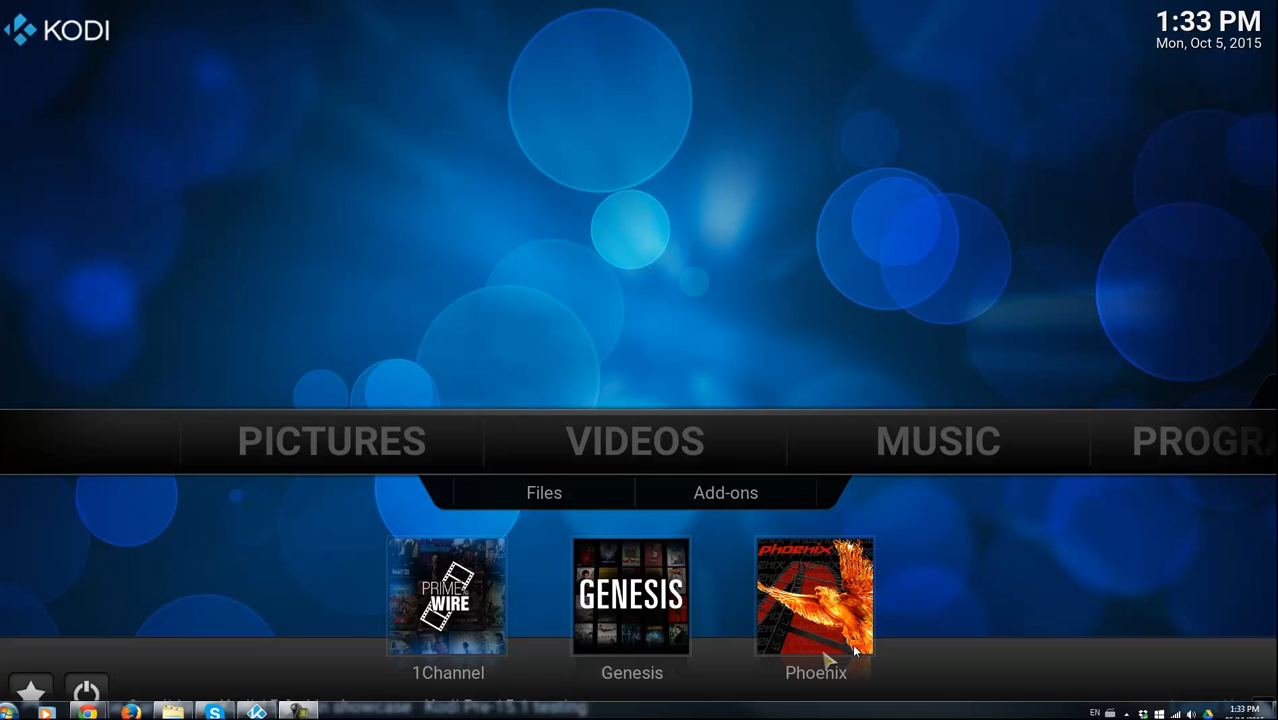 KODI
1:33 PM
Mon, Oct 5, 2015
PICTURES
VIDEOS
MUSIC
PROGRA
Files
Add-ons
PRIME
WIRE
GENESIS
PHOENIX
1Channel
Genesis
Phoenix
EN
1:33 PM